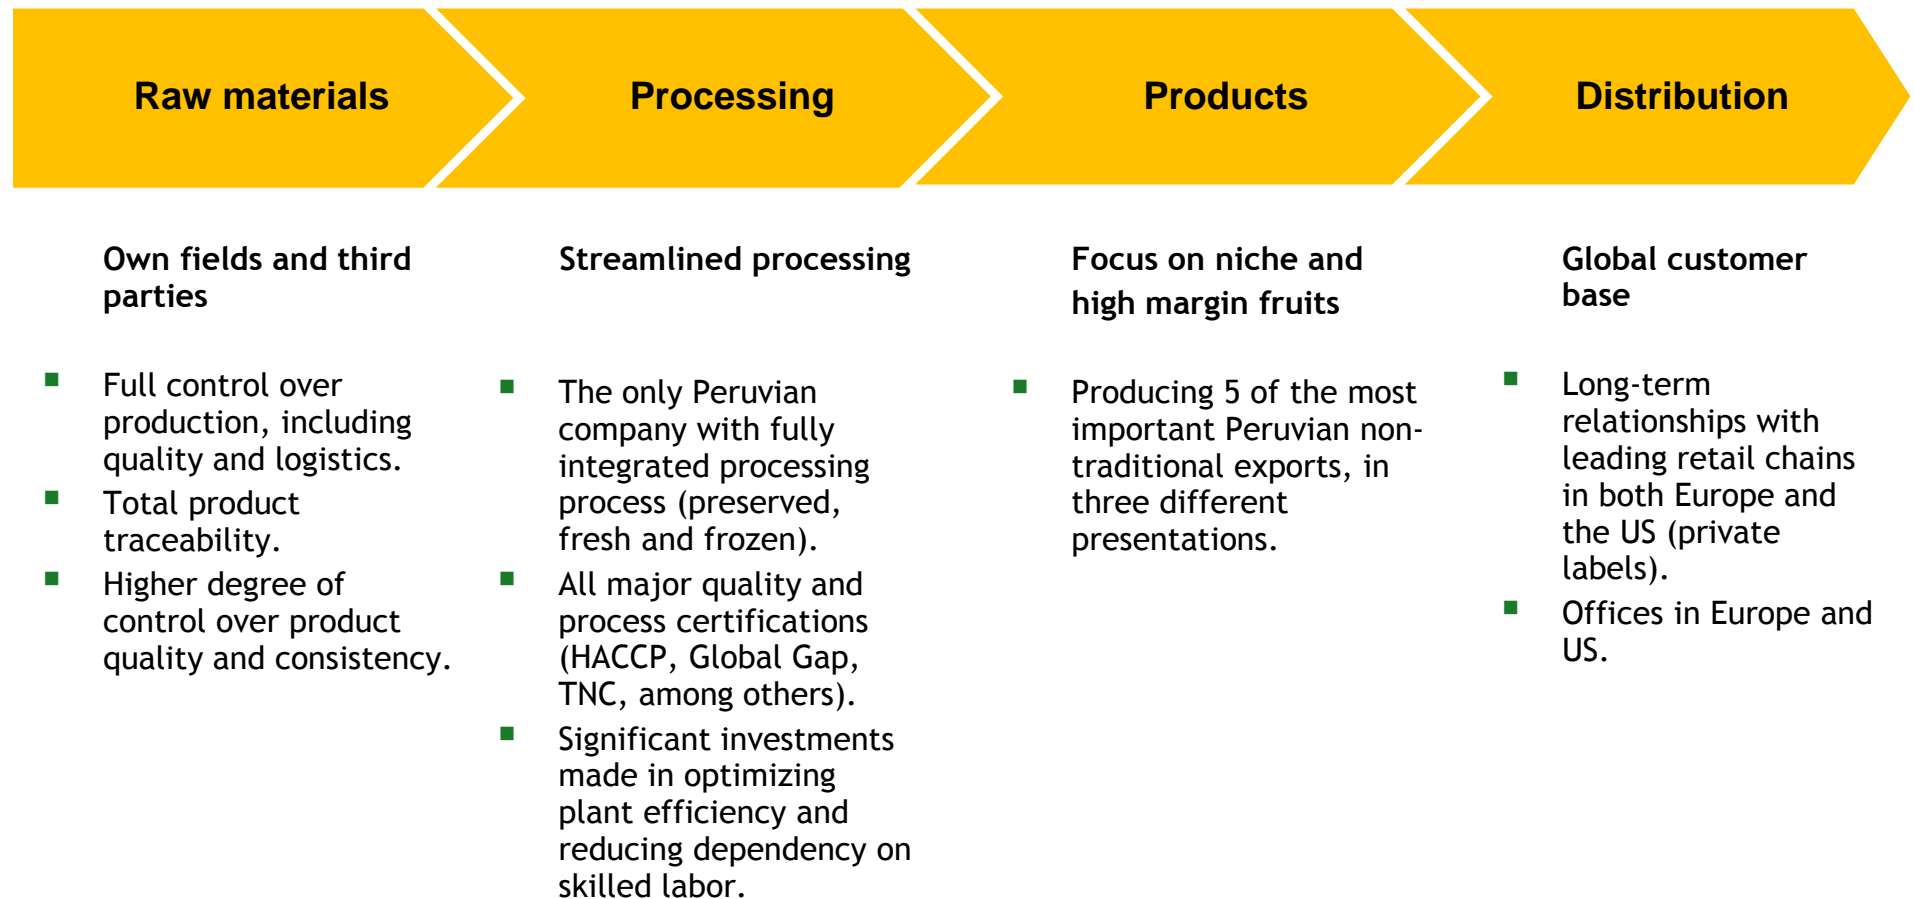 Raw materials
Processing
Products
Distribution
Own fields and third
parties
▪ Full control over
production, including
quality and logistics.
▪ Total product
traceability.
▪ Higher degree of
control over product
quality and consistency.
Streamlined processing
▪ The only Peruvian
company with fully
integrated processing
process (preserved,
fresh and frozen).
▪ All major quality and
process certifications
(HACCP, Global Gap,
TNC, among others).
▪ Significant investments
made in optimizing
plant efficiency and
reducing dependency on
skilled labor.
Focus on niche and
high margin fruits
▪ Producing 5 of the most
important Peruvian non-
traditional exports, in
three different
presentations.
Global customer
base
▪ Long-term
relationships with
leading retail chains
in both Europe and
the US (private
labels).
▪ Offices in Europe and
US.